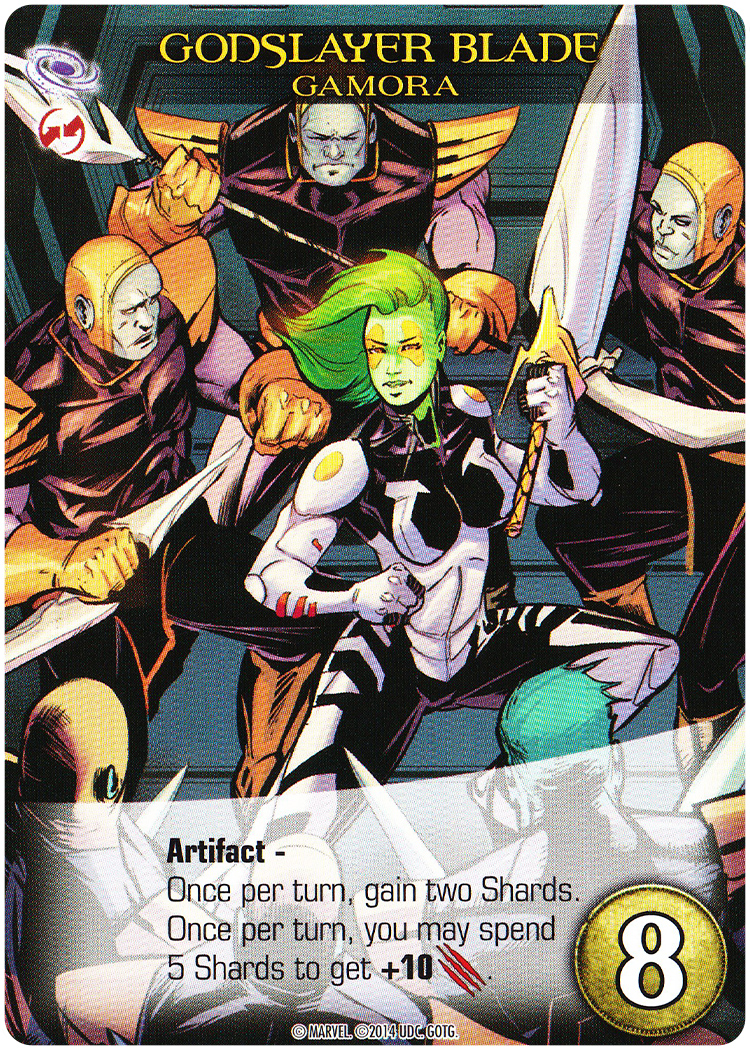 GODSLAYER BLADE
GAMORA
Artifact -
Once per turn, gain two Shards.
Once per turn, you may spend
5 Shards to get +10 .
8
© MARVEL. ©2014 UDC. GOTG.